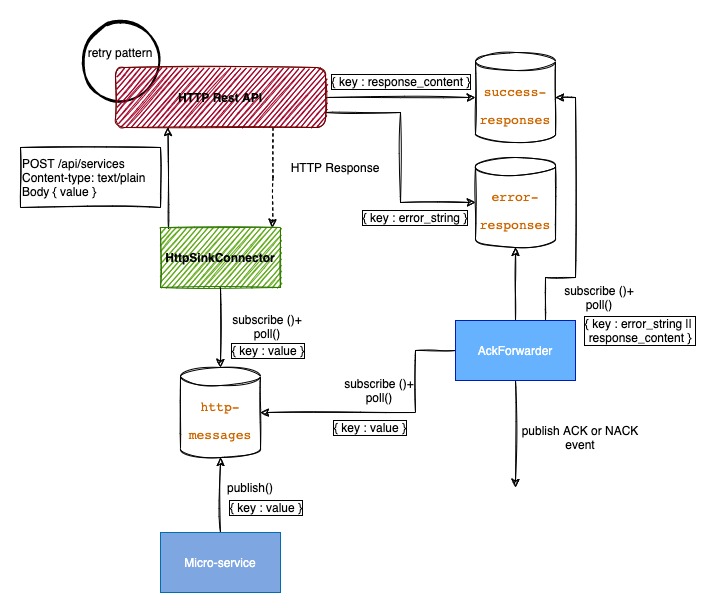 retry pattern
HTTP Rest API
{ key : response_content }
success-
responses
POST /api/services
Content-type: text/plain
Body { value }
HTTP Response
error-
responses
{ key : error_string }
HttpSinkConnector
subscribe ()+
poll()
{ key : error_string ||
response_content }
subscribe ()+
poll()
{ key : value }
AckForwarder
subscribe ()+
poll()
{ key : value }
http-
messages
publish ACK or NACK
event
publish()
{ key : value }
Micro-service